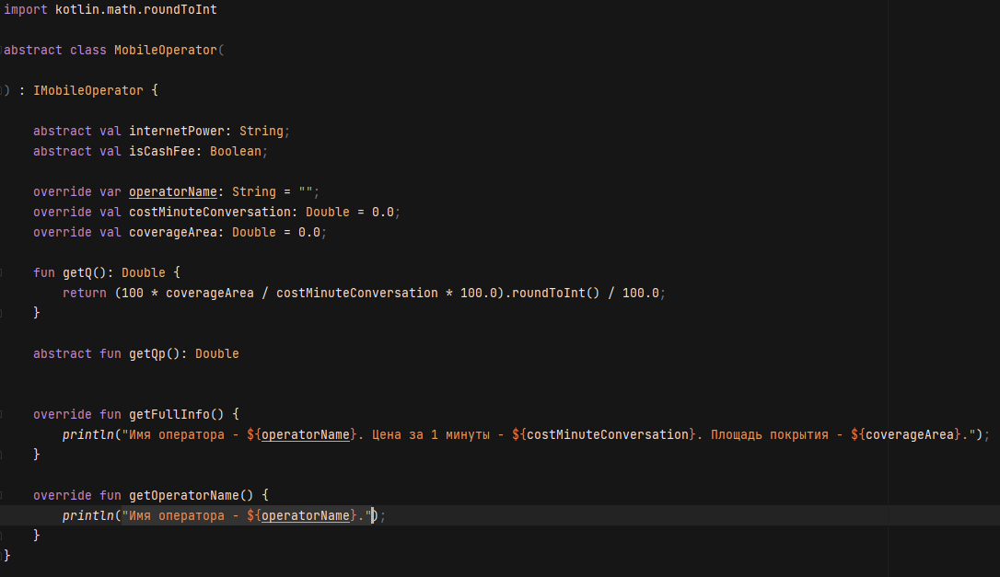 import kotlin.math.roundToInt
abstract class MobileOperator(
) : IMobileOperator {
abstract val internetPower: String;
abstract val isCashFee: Boolean;
override var operatorName: String = "";
override val costMinuteConversation: Double = 0.0;
override val coverageArea: Double = 0.0;
fun getQ(): Double {
return (100 * coverageArea / costMinuteConversation * 100.0).roundToInt() / 100.0;
}
abstract fun getQp(): Double
override fun getFullInfo() {
println("Имя оператора - ${operatorName}. Цена за 1 минуты - ${costMinuteConversation}. Площадь покрытия - ${coverageArea}.");
}
override fun getOperatorName() {
println("Имя оператора - ${operatorName}.");
}
}